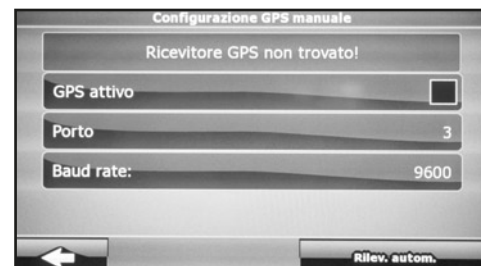 Configurazione GPS manuale
Ricevitore GPS non trovato!
GPS attivo
Porto 3
Baud rate: 9600
Rilev. autom.